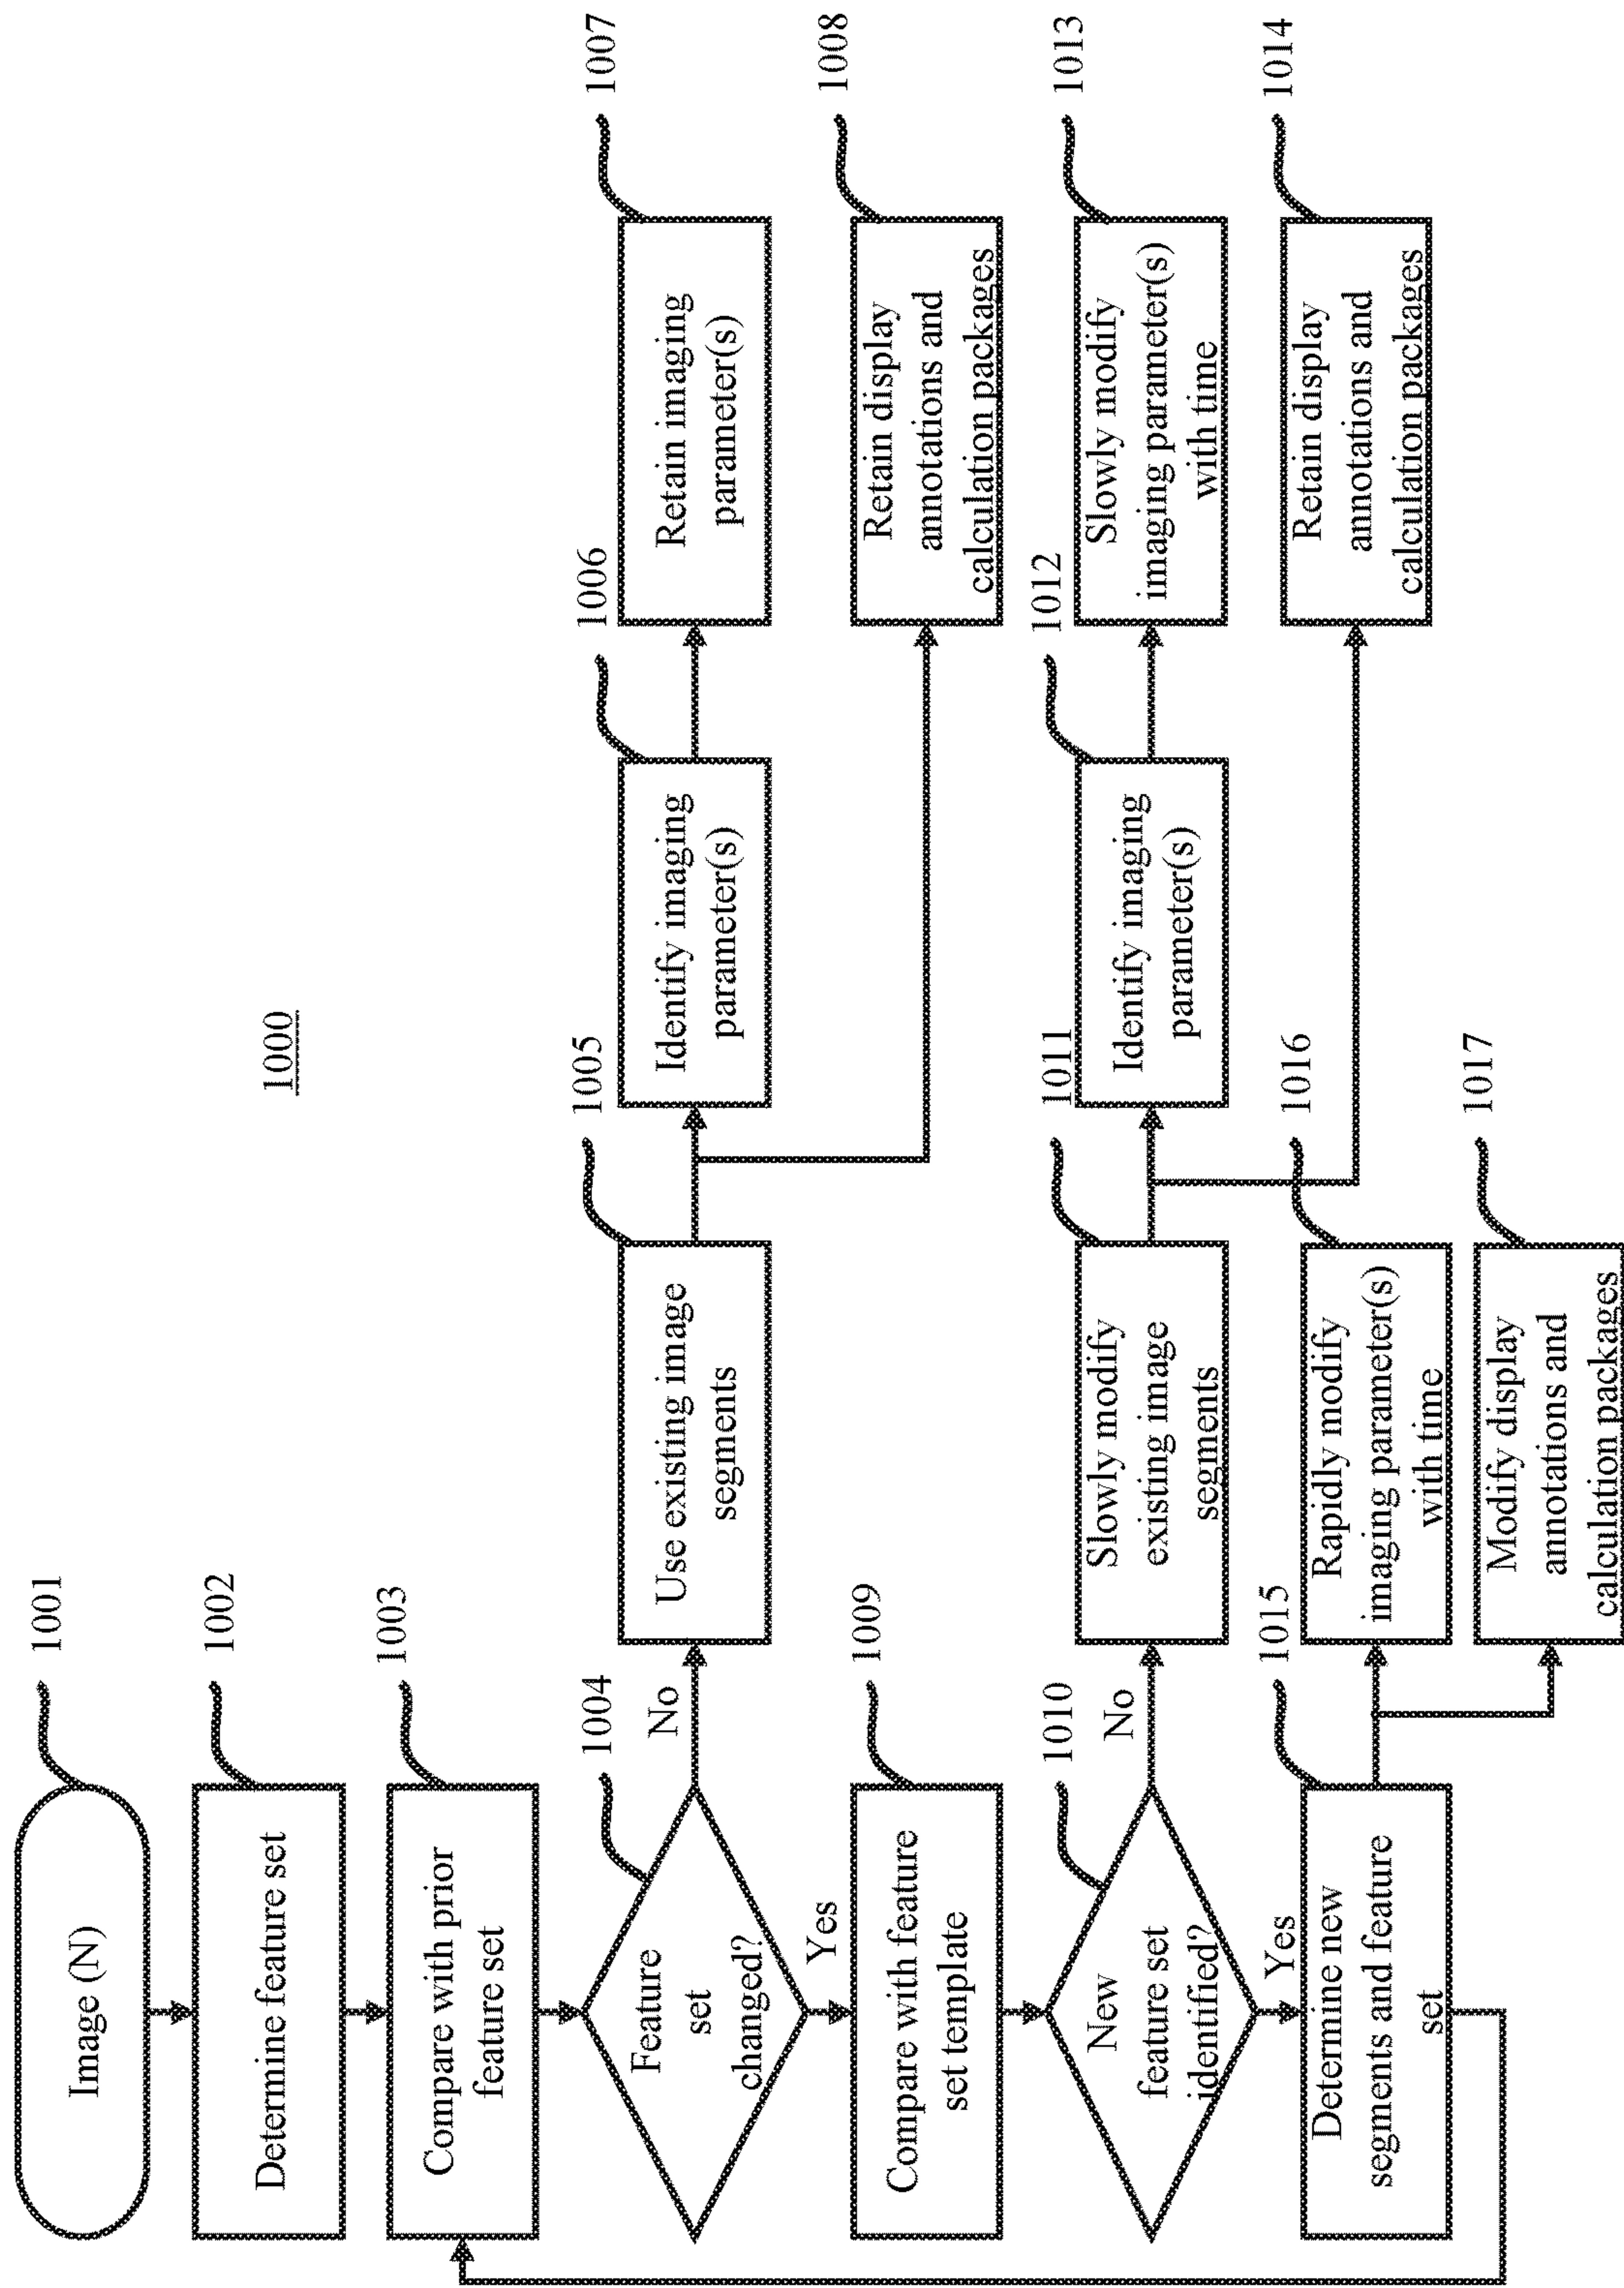 1000
1001
Image (N)
1002
Determine feature set
1003
Compare with prior
feature set
1004
Feature
set
changed?
No
Yes
1005
Use existing image
segments
1006
Identify imaging
parameter(s)
1007
Retain imaging
parameter(s)
1008
Retain display
annotations and
calculation packages
1009
Compare with feature
set template
1010
New
feature set
identified?
No
Yes
1011
Slowly modify
existing image
segments
1012
Identify imaging
parameter(s)
1013
Slowly modify
imaging parameter(s)
with time
1014
Retain display
annotations and
calculation packages
1015
Determine new
segments and feature
set
1016
Rapidly modify
imaging parameter(s)
with time
1017
Modify display
annotations and
calculation packages